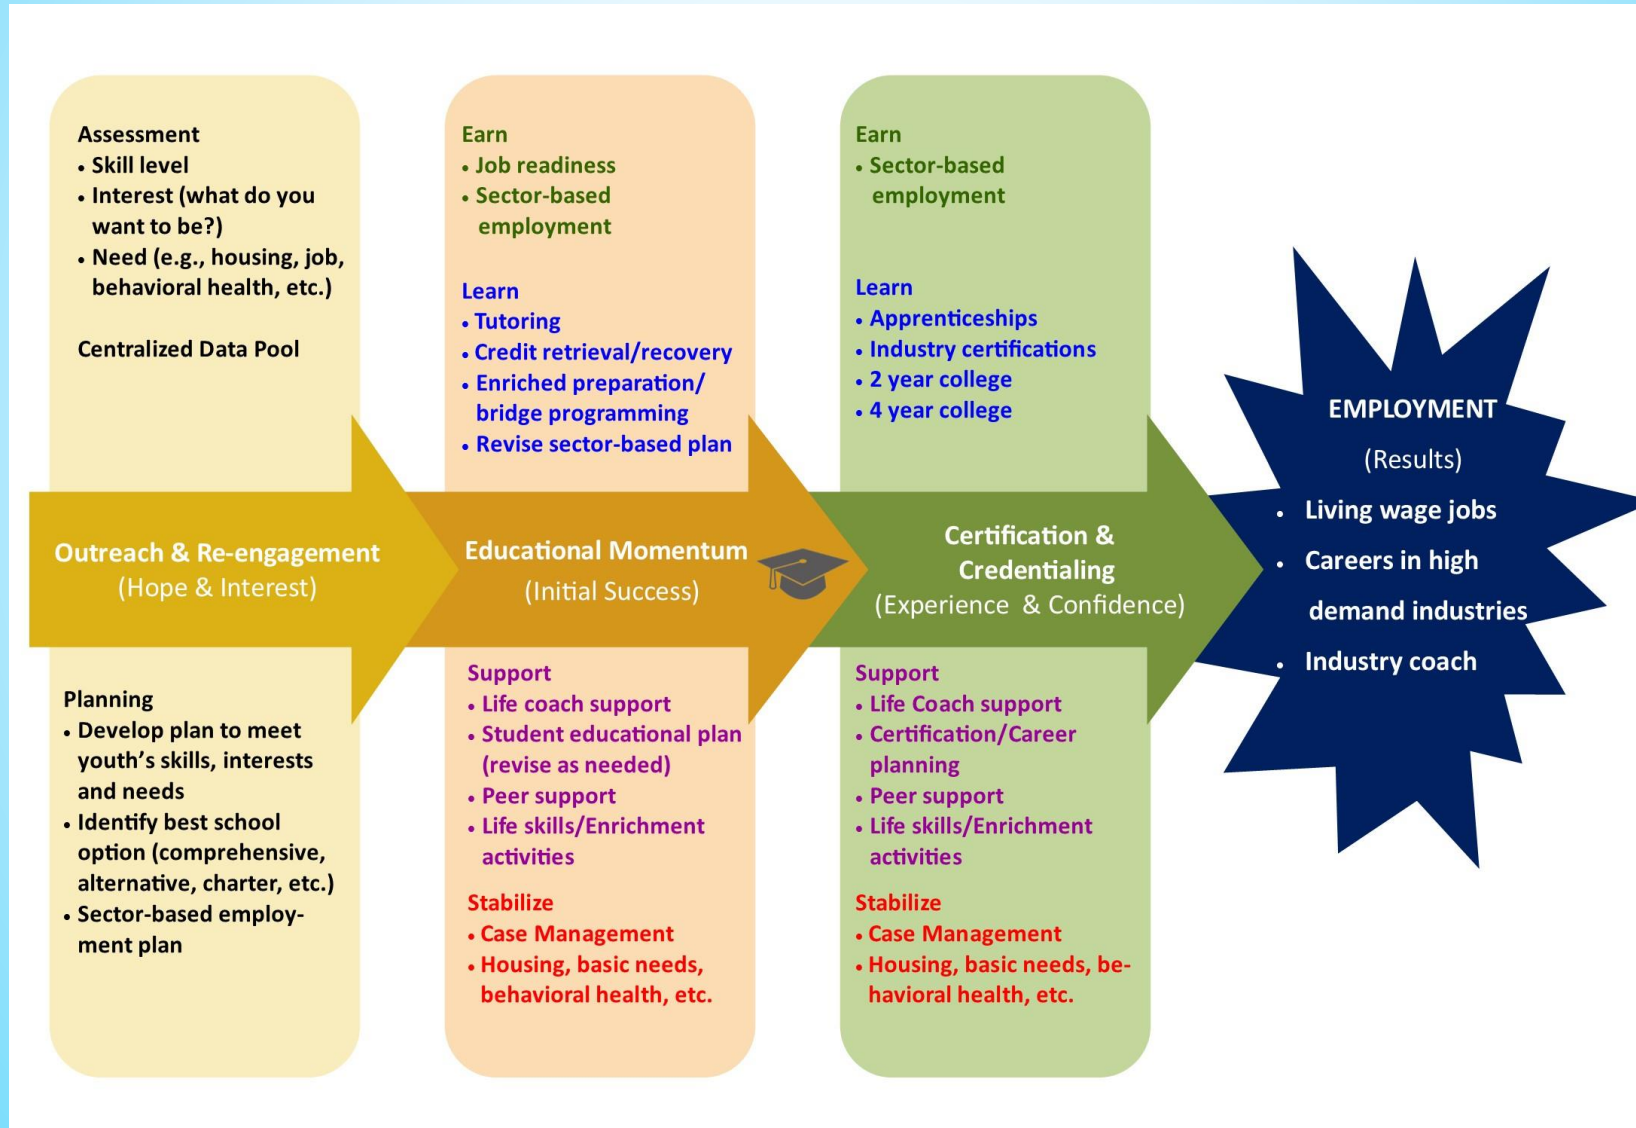 Assessment
• Skill level
• Interest (what do you
want to be?)
• Need (e.g., housing, job,
behavioral health, etc.)
Centralized Data Pool
Outreach & Re-engagement
(Hope & Interest)
Planning
• Develop plan to meet
youth's skills, interests
and needs
• Identify best school
option (comprehensive,
alternative, charter, etc.)
• Sector-based employ-
ment plan
Earn
• Job readiness
• Sector-based
employment
Learn
• Tutoring
• Credit retrieval/recovery
• Enriched preparation/
bridge programming
• Revise sector-based plan
Educational Momentum
(Initial Success)
Support
• Life coach support
• Student educational plan
(revise as needed)
• Peer support
• Life skills/Enrichment
activities
Stabilize
• Case Management
• Housing, basic needs,
behavioral health, etc.
Earn
• Sector-based
employment
Learn
• Apprenticeships
• Industry certifications
• 2 year college
• 4 year college
Certification &
Credentialing
(Experience & Confidence)
Support
• Life Coach support
• Certification/Career
planning
• Peer support
• Life skills/Enrichment
activities
Stabilize
• Case Management
• Housing, basic needs, be-
havioral health, etc.
EMPLOYMENT
(Results)
• Living wage jobs
• Careers in high
demand industries
• Industry coach